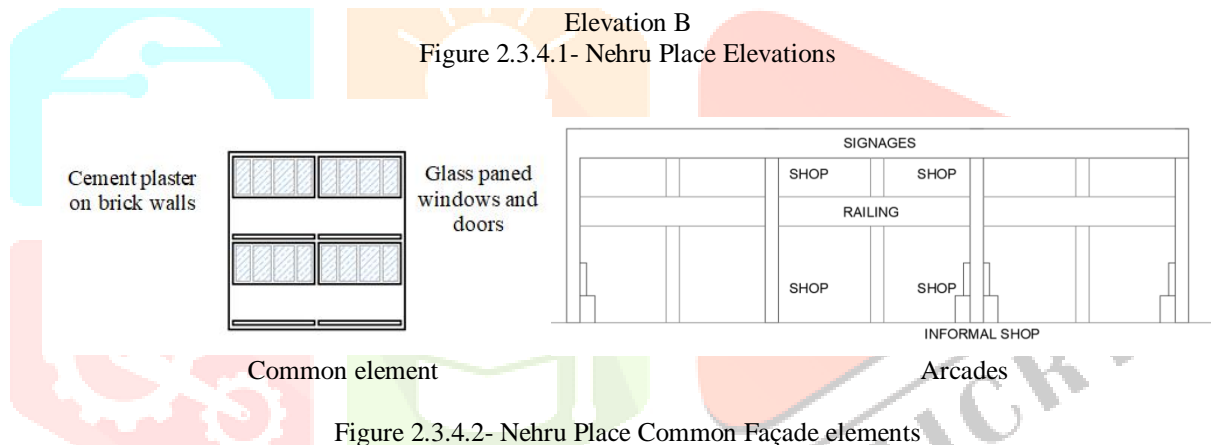 Elevation B
Figure 2.3.4.1- Nehru Place Elevations
Cement plaster
on brick walls
Glass paned
windows and
doors
SIGNAGES
SHOP SHOP
RAILING
SHOP SHOP
INFORMAL SHOP
Common element
Arcades
Figure 2.3.4.2- Nehru Place Common Façade elements